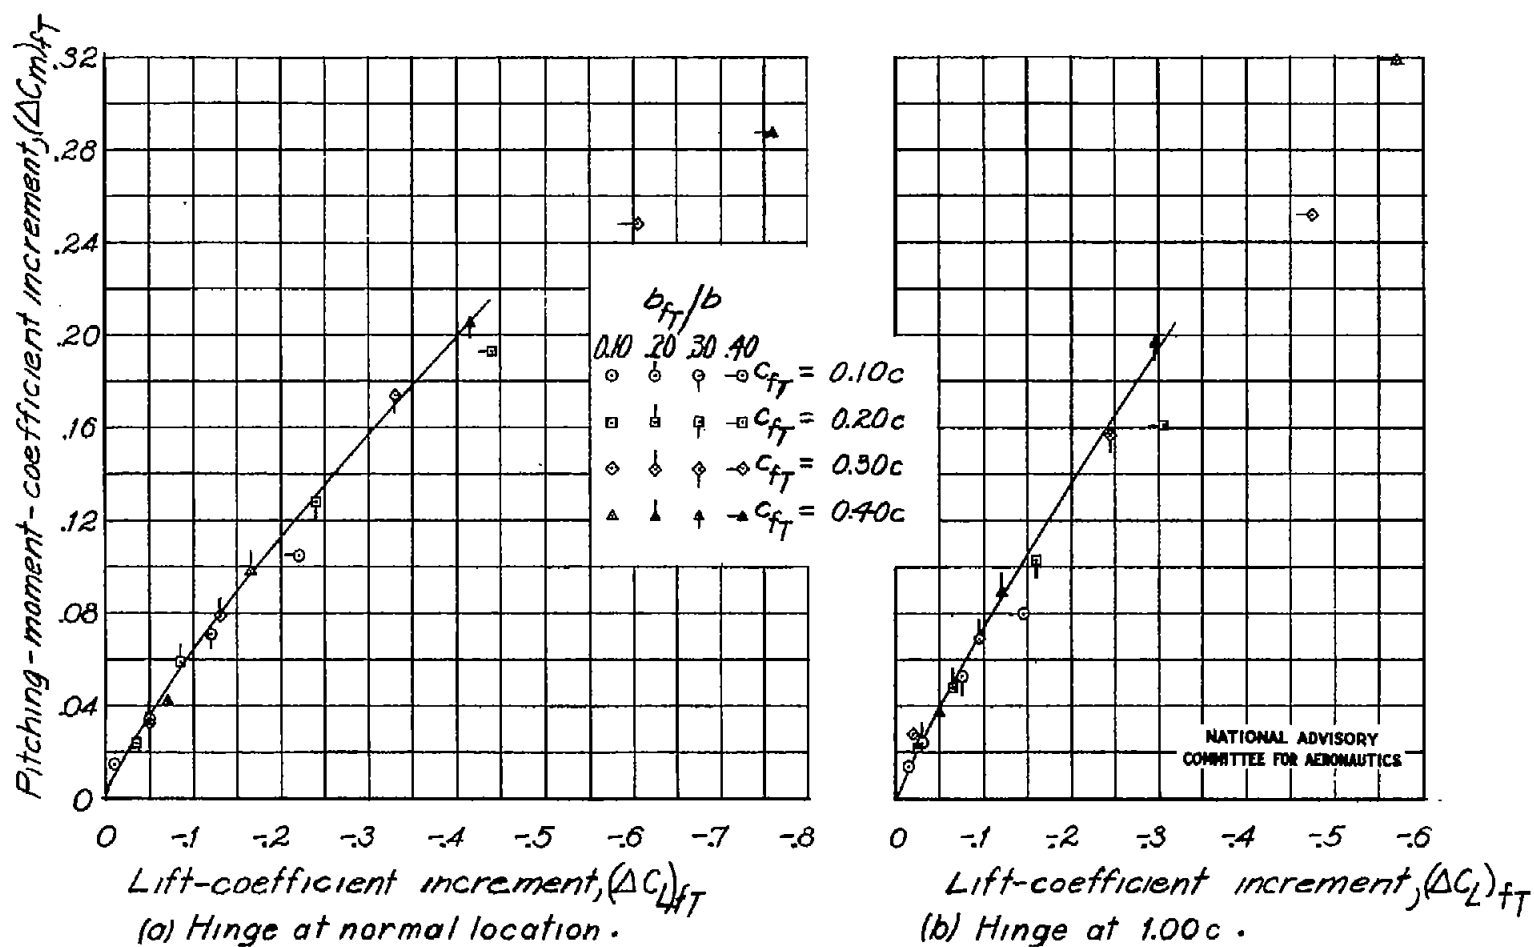 Pitching-moment-coefficient increment,(ΔCm)fT
.32
.28
.24
.20
.16
.12
.08
.04
0
0 -.1 -.2 -.3 -.4 -.5 -.6 -.7 -.8
Lift-coefficient increment,(ΔCL)fT
(a) Hinge at normal location.
bfT/b
0.10 .20 .30 .40
cfT = 0.10c
cfT = 0.20c
cfT = 0.30c
cfT = 0.40c
NATIONAL ADVISORY
COMMITTEE FOR AERONAUTICS
0 -.1 -.2 -.3 -.4 -.5 -.6
Lift-coefficient increment,(ΔCL)fT
(b) Hinge at 1.00c.